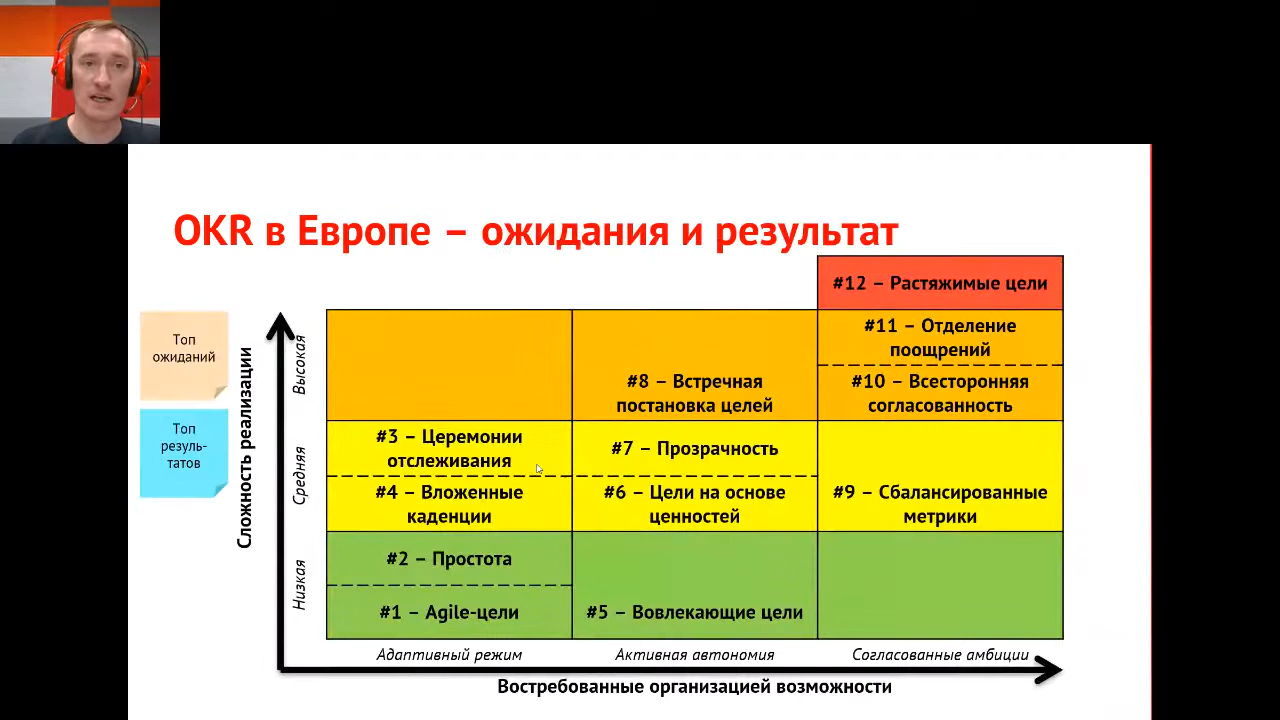 OKR в Европе – ожидания и результат
Топ
ожиданий
Топ
резуль-
татов
Сложность реализации
Высокая
Средняя
Низкая
#12 – Растяжимые цели
#11 – Отделение
поощрений
#8 – Встречная
постановка целей
#10 – Всесторонняя
согласованность
#3 – Церемонии
отслеживания
#7 – Прозрачность
#4 – Вложенные
каденции
#6 – Цели на основе
ценностей
#9 – Сбалансированные
метрики
#2 – Простота
#1 – Agile-цели
#5 – Вовлекающие цели
Адаптивный режим
Активная автономия
Согласованные амбиции
Востребованные организацией возможности